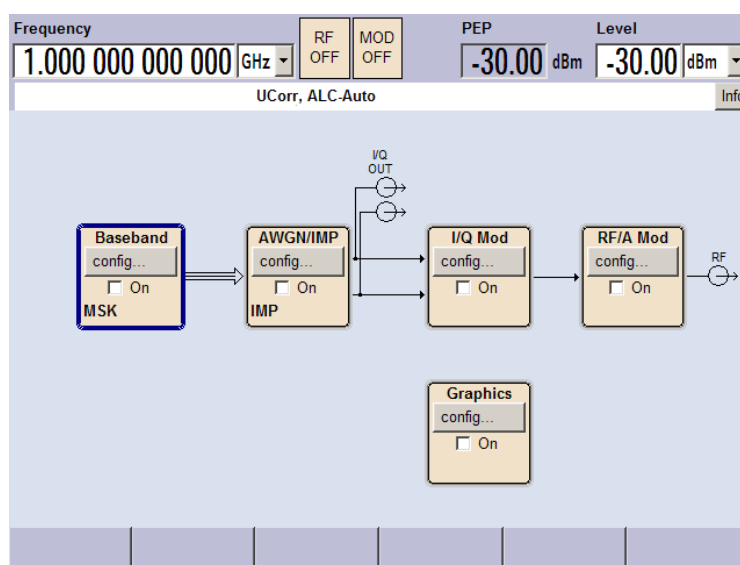 Frequency
RF OFF
MOD OFF
PEP
Level
1.000 000 000 000 GHz
-30.00 dBm
-30.00 dBm
UCorr, ALC-Auto
I/Q
OUT
Baseband
config...
On
MSK
AWGN/IMP
config...
On
IMP
I/Q Mod
config...
On
RF/A Mod
config...
On
RF
Graphics
config...
On